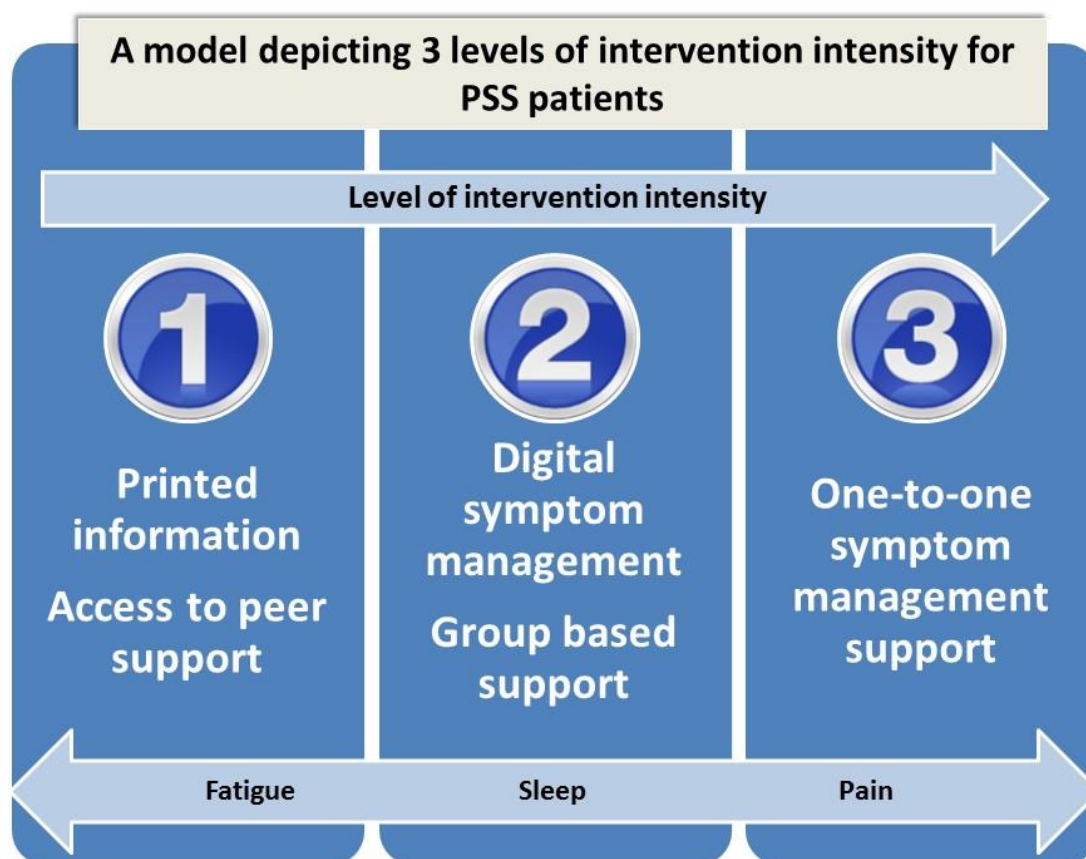 A model depicting 3 levels of intervention intensity for
PSS patients
Level of intervention intensity
1
2
3
Printed
information
Access to peer
support
Digital
symptom
management
Group based
support
One-to-one
symptom
management
support
Fatigue
Sleep
Pain